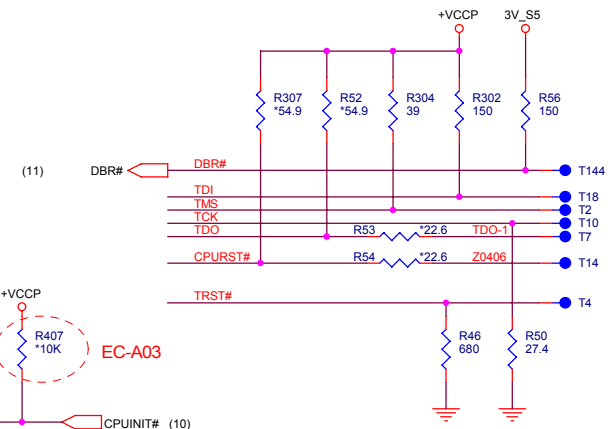 +VCCP 3V_S5
R307 R52 R304 R302 R56
*54.9 *54.9 39 150 150
(11) DBR# DBR# T144
TDI T18
TMS T2
TCK T10
TDO R53 *22.6 TDO-1 T7
CPURST# R54 *22.6 Z0406 T14
+VCCP
TRST# T4
R407 R46 R50
*10K 680 27.4
EC-A03
CPUINIT# (10)